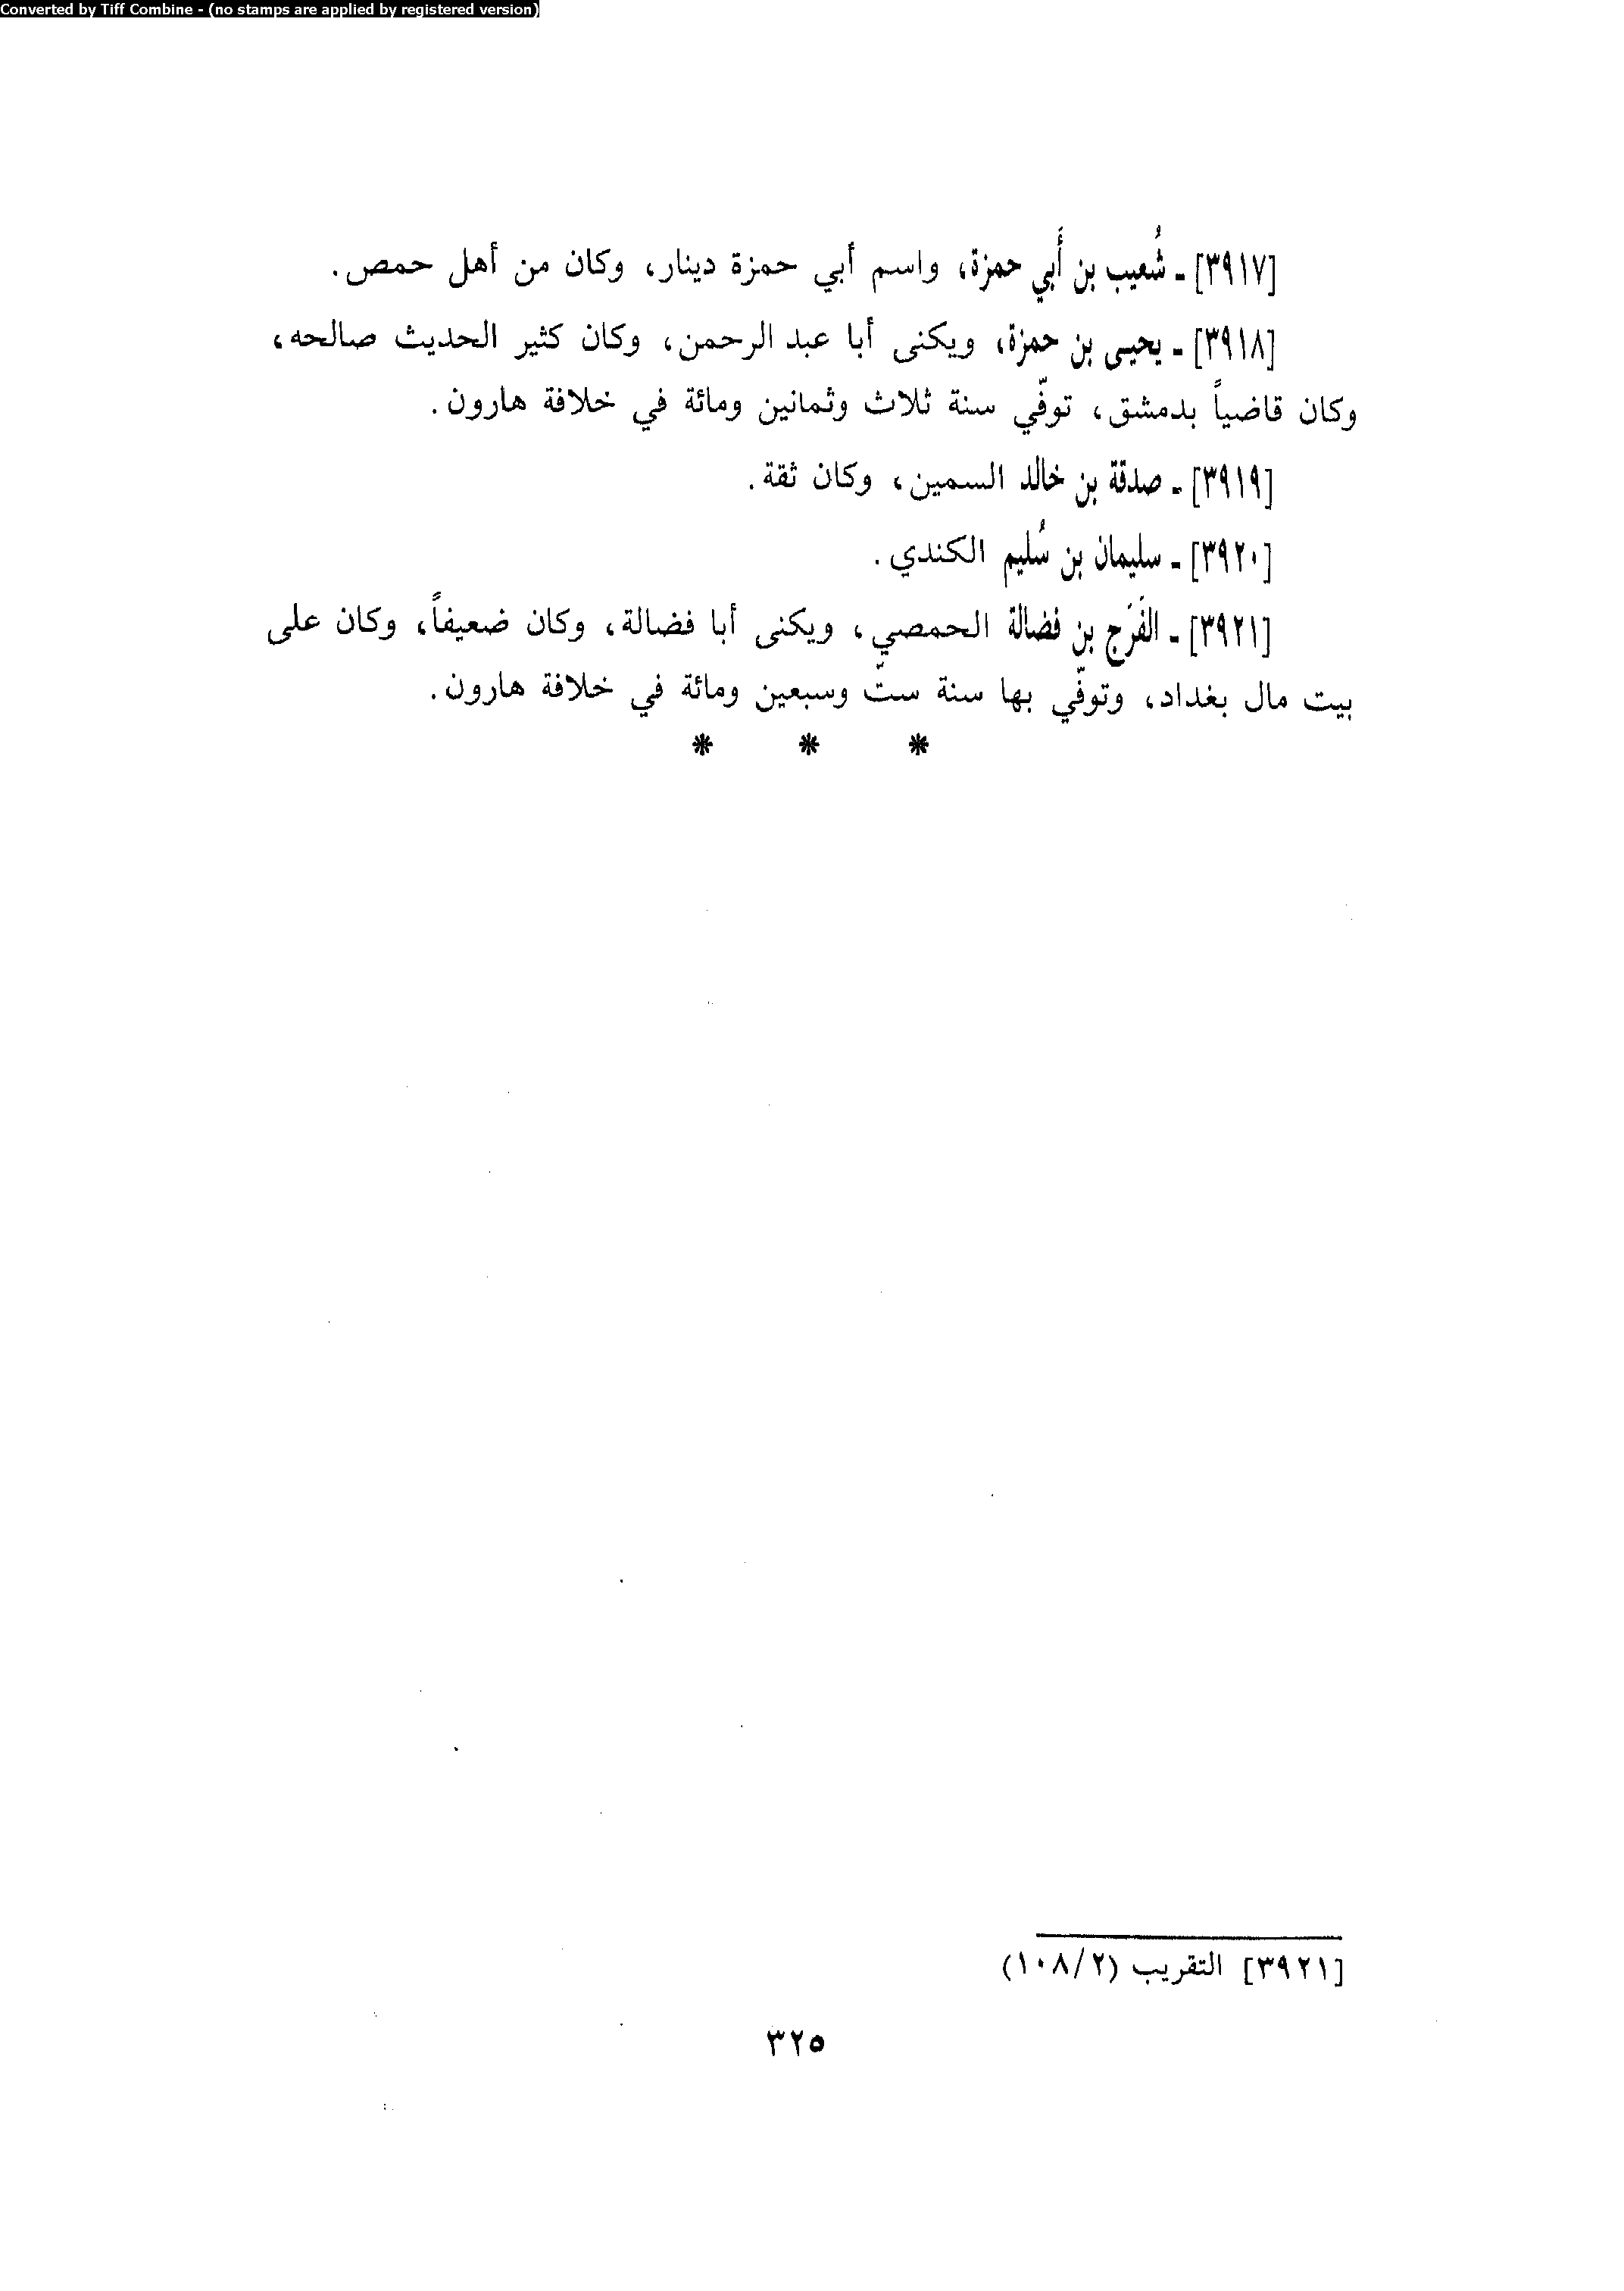 Converted by Tiff Combine - (no stamps are applied by registered version)
[٣٩١٧] ـ شُعيب بن أَبي حمزة، واسم أبي حمزة دينار، وكان من أهل حمص.
[٣٩١٨] ـ يحيى بن حمزة، ويكنى أبا عبد الرحمن، وكان كثير الحديث صالحه،
وكان قاضياً بدمشق، توفّي سنة ثلاث وثمانين ومائة في خلافة هارون.
[٣٩١٩] ـ صدقة بن خالد السمين، وكان ثقة.
[٣٩٢٠] ـ سليمان بن سُليم الكندي.
[٣٩٢١] ـ الفَرَج بن فضالة الحمصي، ويكنى أبا فضالة، وكان ضعيفاً، وكان على
بيت مال بغداد، وتوفّي بها سنة ستّ وسبعين ومائة في خلافة هارون.
* * *
[٣٩٢١] التقريب (٢/١٠٨)
٣٢٥